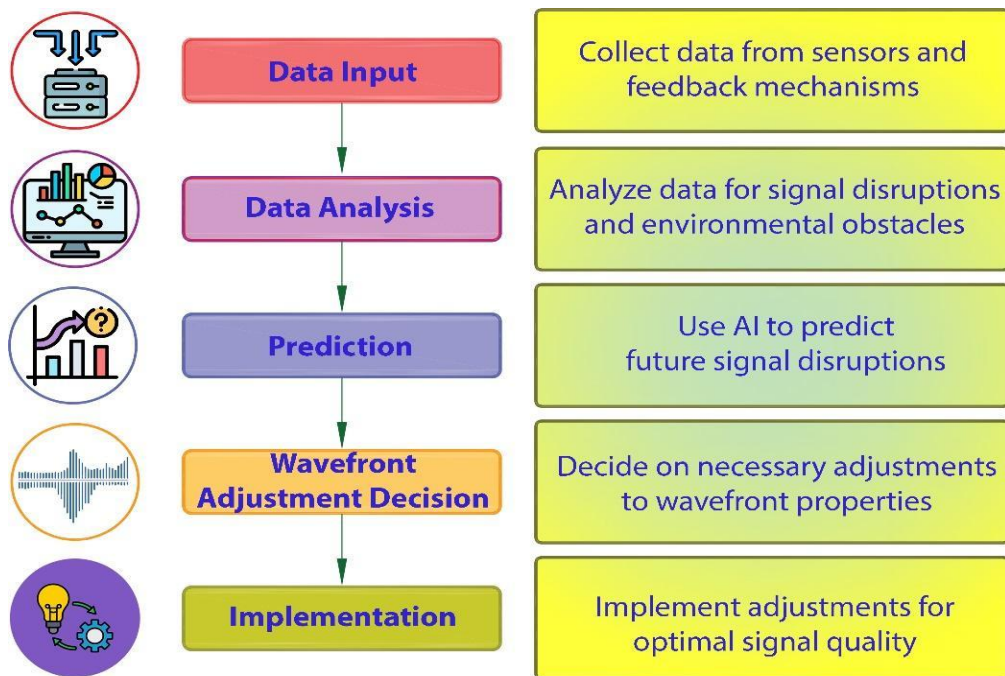 Data Input
Collect data from sensors and
feedback mechanisms
Data Analysis
Analyze data for signal disruptions
and environmental obstacles
?
Prediction
Use AI to predict
future signal disruptions
Wavefront
Adjustment Decision
Decide on necessary adjustments
to wavefront properties
Implementation
Implement adjustments for
optimal signal quality